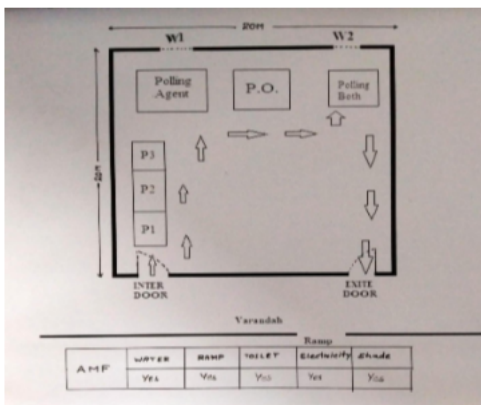 20M
W1 W2
Polling Agent
P.O.
Polling Both
P3
P2
P1
INTER DOOR
EXITE DOOR
Varandah
Ramp
AMF WATER RAMP TOILET Electricity Shade
Yes Yes Yes Yes Yes